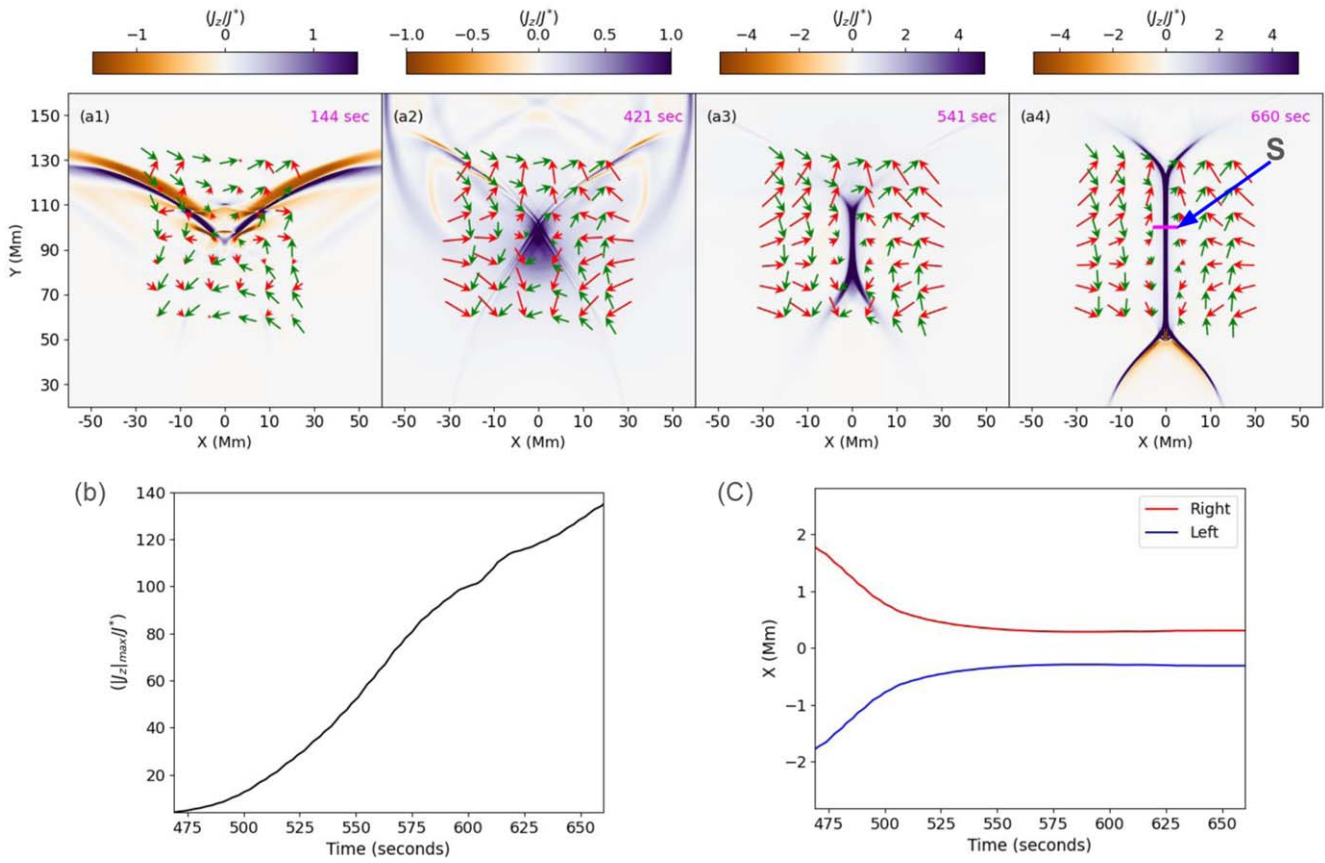 (J_z/J^*) (J_z/J^*) (J_z/J^*) (J_z/J^*)
−1 0 1 −1.0 −0.5 0.0 0.5 1.0 −4 −2 0 2 4 −4 −2 0 2 4
(a1) 144 sec (a2) 421 sec (a3) 541 sec (a4) 660 sec
S
150
130
110
90
70
50
30
Y (Mm)
-50 -30 -10 0 10 30 50 -50 -30 -10 0 10 30 50 -50 -30 -10 0 10 30 50 -50 -30 -10 0 10 30 50
X (Mm) X (Mm) X (Mm) X (Mm)
(b)
140
120
100
80
60
40
20
(|J_z|_max/J^*)
475 500 525 550 575 600 625 650
Time (seconds)
(C)
Right
Left
2
1
0
−1
−2
X (Mm)
475 500 525 550 575 600 625 650
Time (seconds)